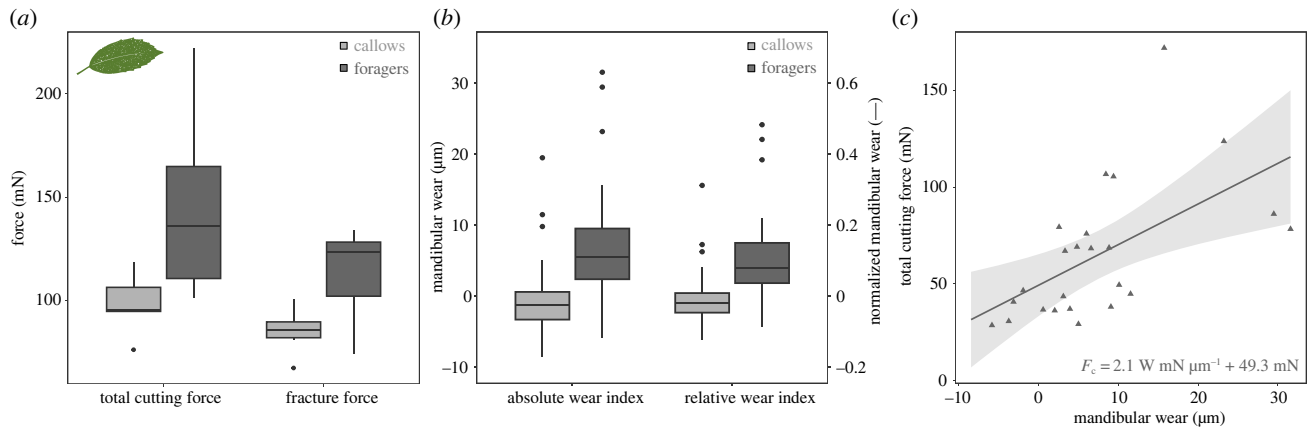 (a)
callows
foragers
200
150
100
force (mN)
total cutting force
fracture force
(b)
callows
foragers
30
20
10
0
−10
mandibular wear (µm)
0.6
0.4
0.2
0
−0.2
normalized mandibular wear (—)
absolute wear index
relative wear index
(c)
150
100
50
0
total cutting force (mN)
−10
0
10
20
30
mandibular wear (µm)
Fc = 2.1 W mN µm⁻¹ + 49.3 mN